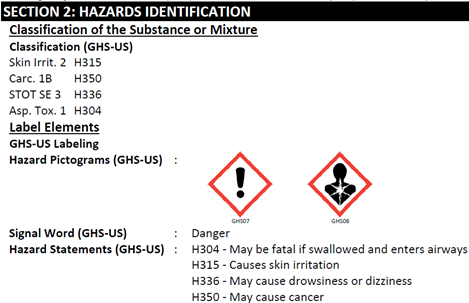 SECTION 2: HAZARDS IDENTIFICATION
Classification of the Substance or Mixture
Classification (GHS-US)
Skin Irrit. 2 H315
Carc. 1B H350
STOT SE 3 H336
Asp. Tox. 1 H304
Label Elements
GHS-US Labeling
Hazard Pictograms (GHS-US) :
GHS07 GHS08
Signal Word (GHS-US) : Danger
Hazard Statements (GHS-US) : H304 - May be fatal if swallowed and enters airways
H315 - Causes skin irritation
H336 - May cause drowsiness or dizziness
H350 - May cause cancer